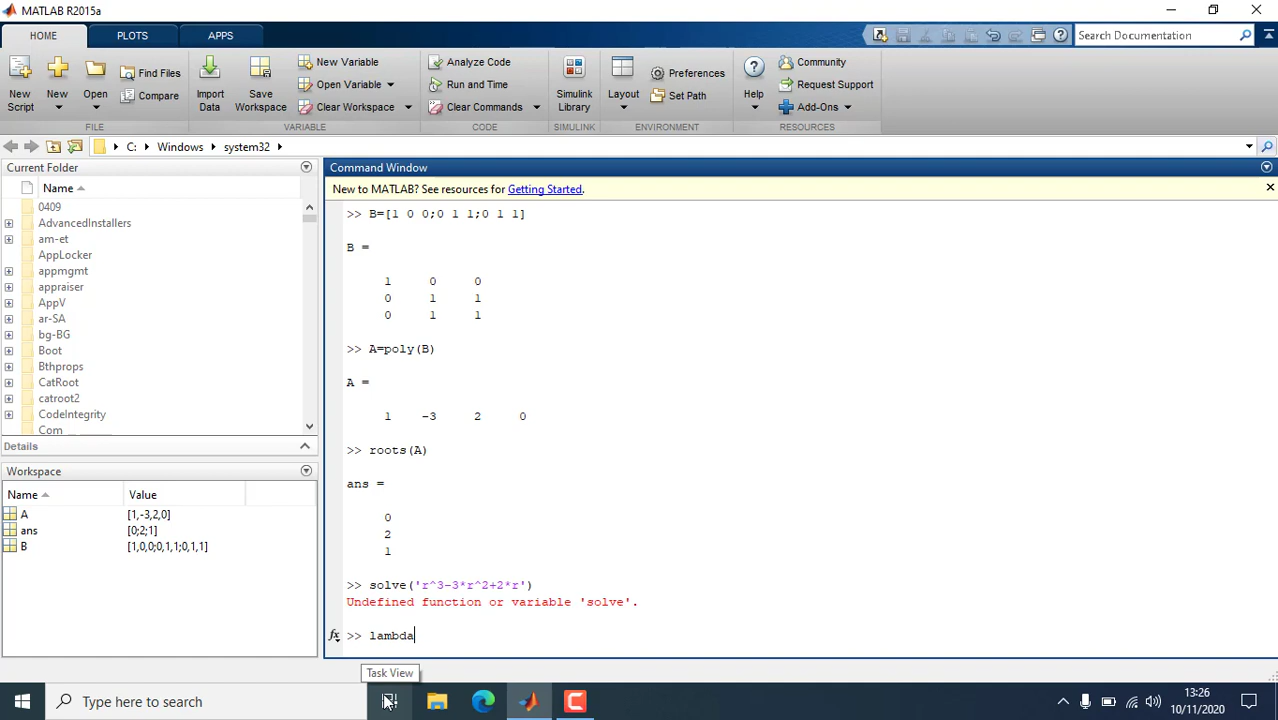 MATLAB R2015a
HOME PLOTS APPS
Search Documentation
New Script
New
Open
Find Files
Compare
FILE
Import Data
Save Workspace
New Variable
Open Variable
Clear Workspace
VARIABLE
Analyze Code
Run and Time
Clear Commands
CODE
Simulink Library
SIMULINK
Layout
Preferences
Set Path
ENVIRONMENT
Help
Community
Request Support
Add-Ons
RESOURCES
C: Windows system32
Current Folder
Name
0409
AdvancedInstallers
am-et
AppLocker
appmgmt
appraiser
AppV
ar-SA
bg-BG
Boot
Bthprops
CatRoot
catroot2
CodeIntegrity
Com
Details
Workspace
Name Value
A [1,-3,2,0]
ans [0;2;1]
B [1,0,0;0,1,1;0,1,1]
Command Window
New to MATLAB? See resources for Getting Started.
>> B=[1 0 0;0 1 1;0 1 1]
B =
1 0 0
0 1 1
0 1 1
>> A=poly(B)
A =
1 -3 2 0
>> roots(A)
ans =
0
2
1
>> solve('r^3-3*r^2+2*r')
Undefined function or variable 'solve'.
fx >> lambda
Task View
Type here to search
13:26
10/11/2020